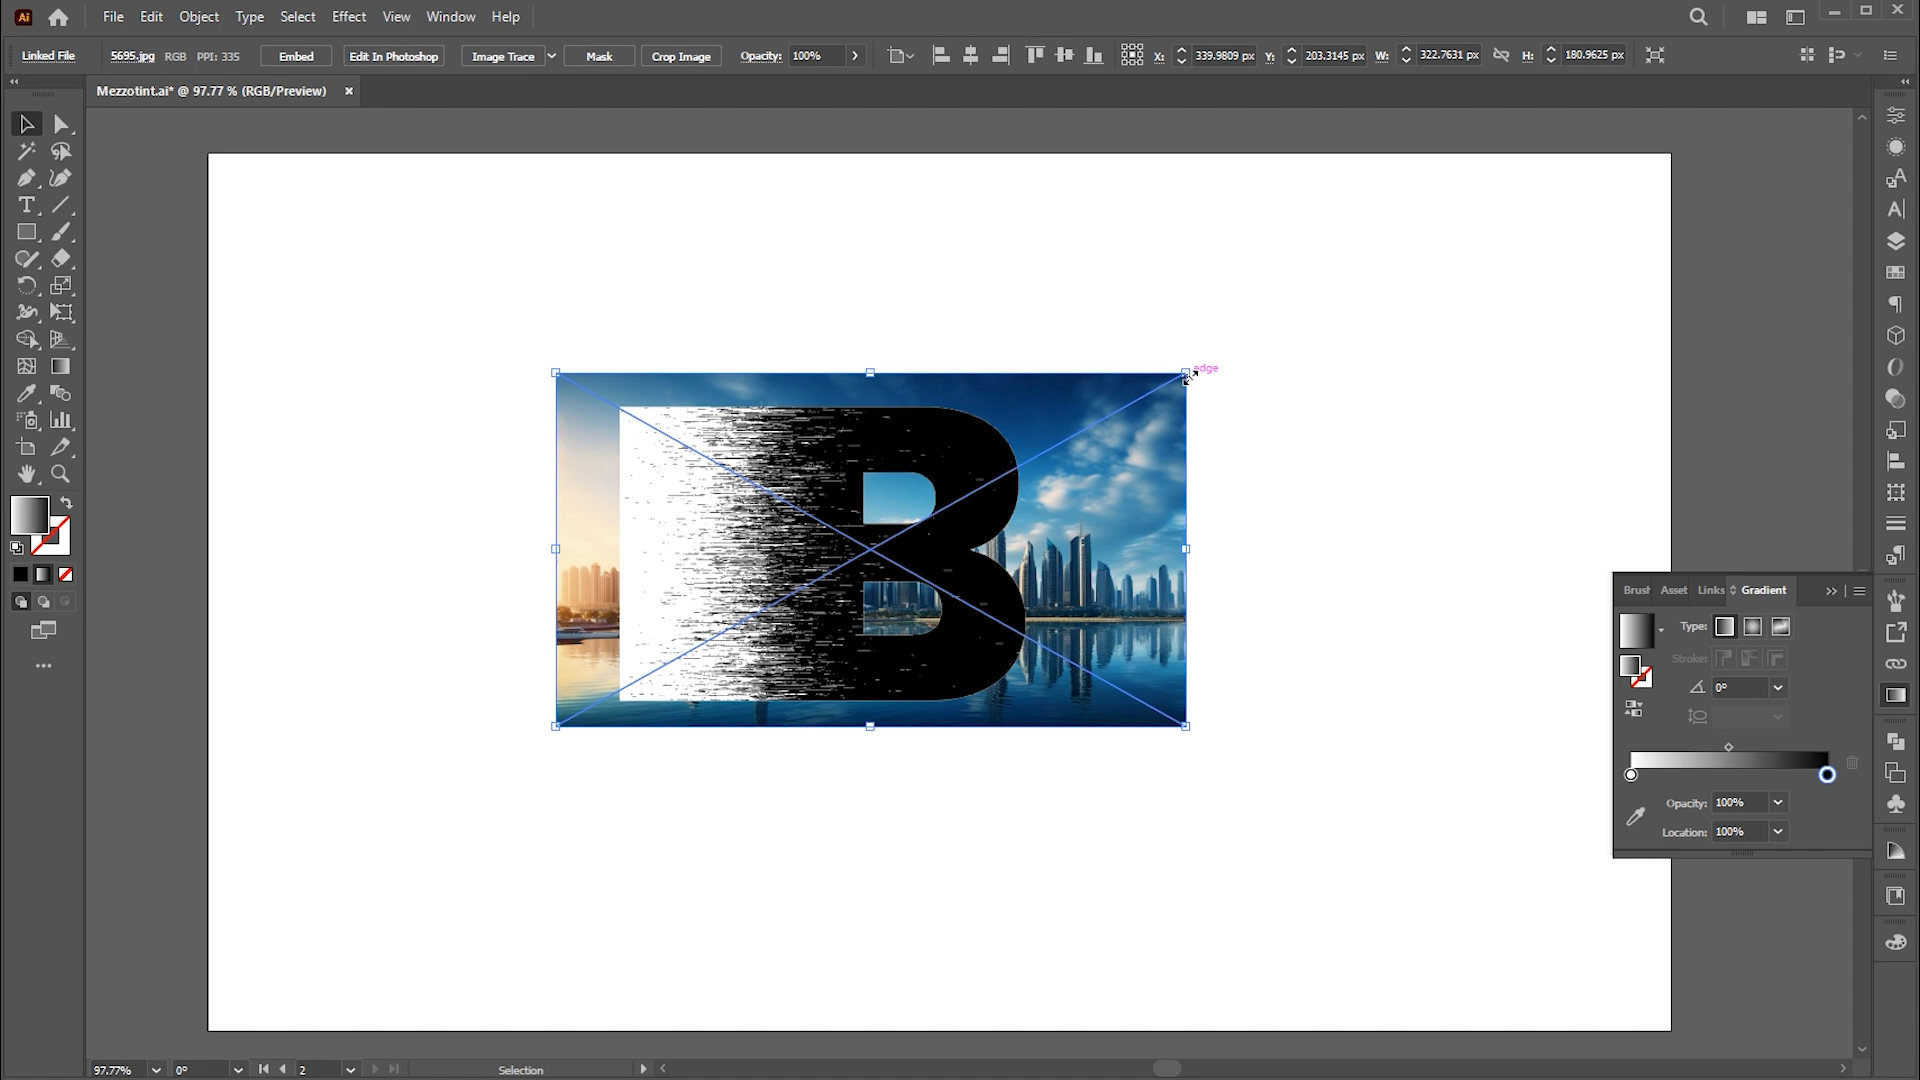 Ai File Edit Object Type Select Effect View Window Help
Linked File 5695.jpg RGB PPI: 335 Embed Edit In Photoshop Image Trace Mask Crop Image Opacity: 100% X: 339.9809 px Y: 203.3145 px W: 322.7631 px H: 180.9625 px
Mezzotint.ai* @ 97.77 % (RGB/Preview) ×
edge
B
Brush Asset Links Gradient
Type:
Stroke:
0°
Opacity: 100%
Location: 100%
97.77% 0° 2 Selection